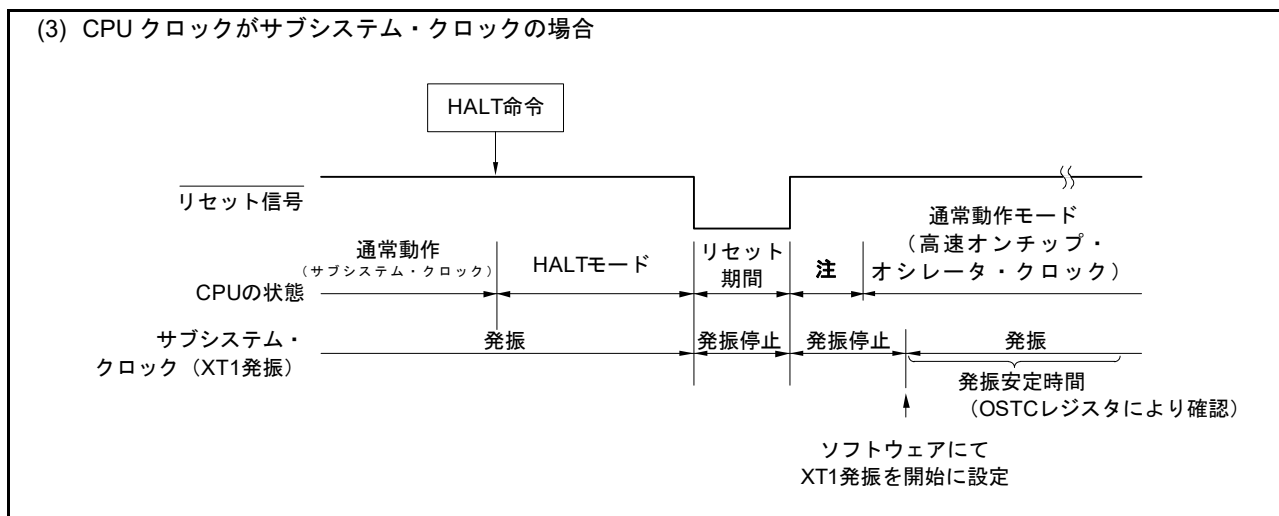 (3) CPU クロックがサブシステム・クロックの場合
HALT命令
リセット信号
通常動作
（サブシステム・クロック）
HALTモード
リセット
期間
注
通常動作モード
（高速オンチップ・
オシレータ・クロック）
CPUの状態
サブシステム・
クロック（XT1発振）
発振
発振停止
発振停止
発振
発振安定時間
（OSTCレジスタにより確認）
ソフトウェアにて
XT1発振を開始に設定